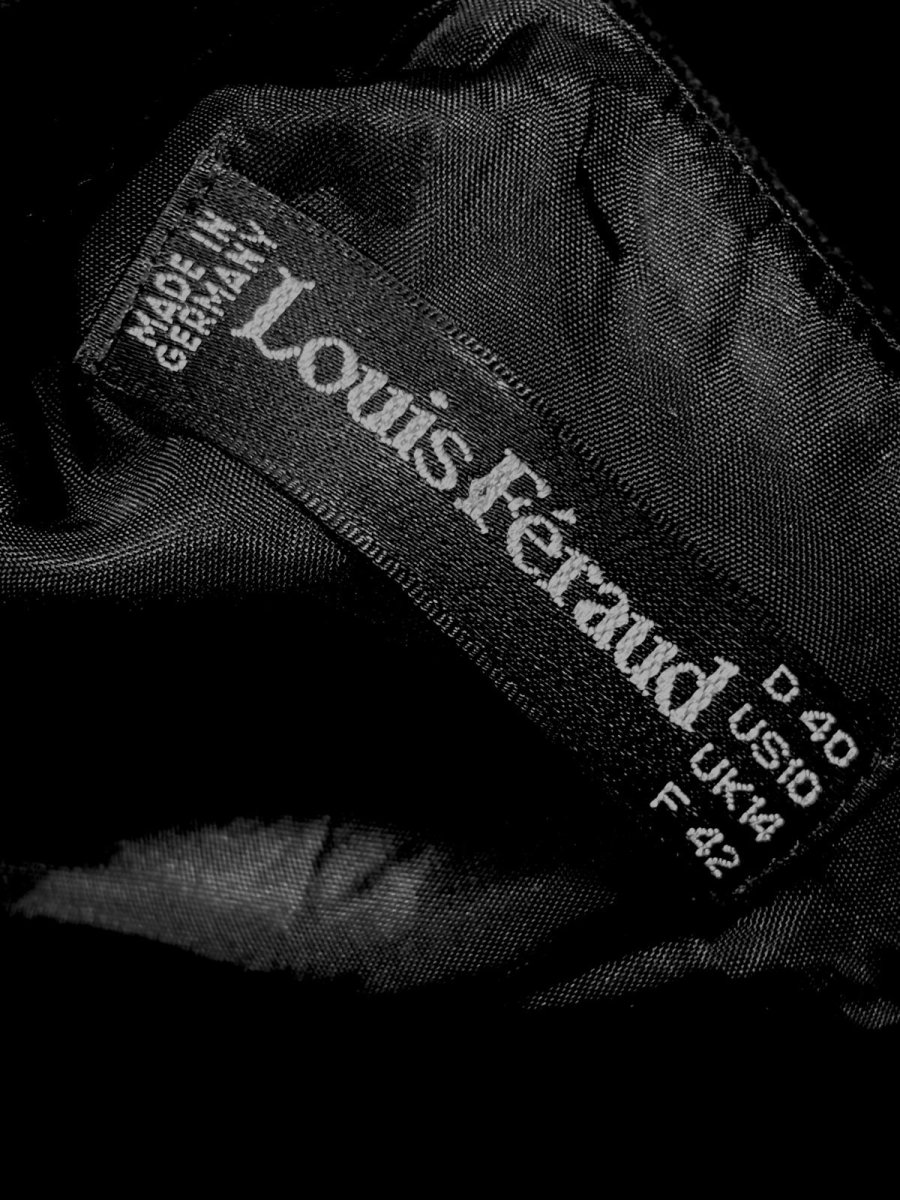 MADE IN
GERMANY
Louis Féraud
D 40
US10
UK14
F 42